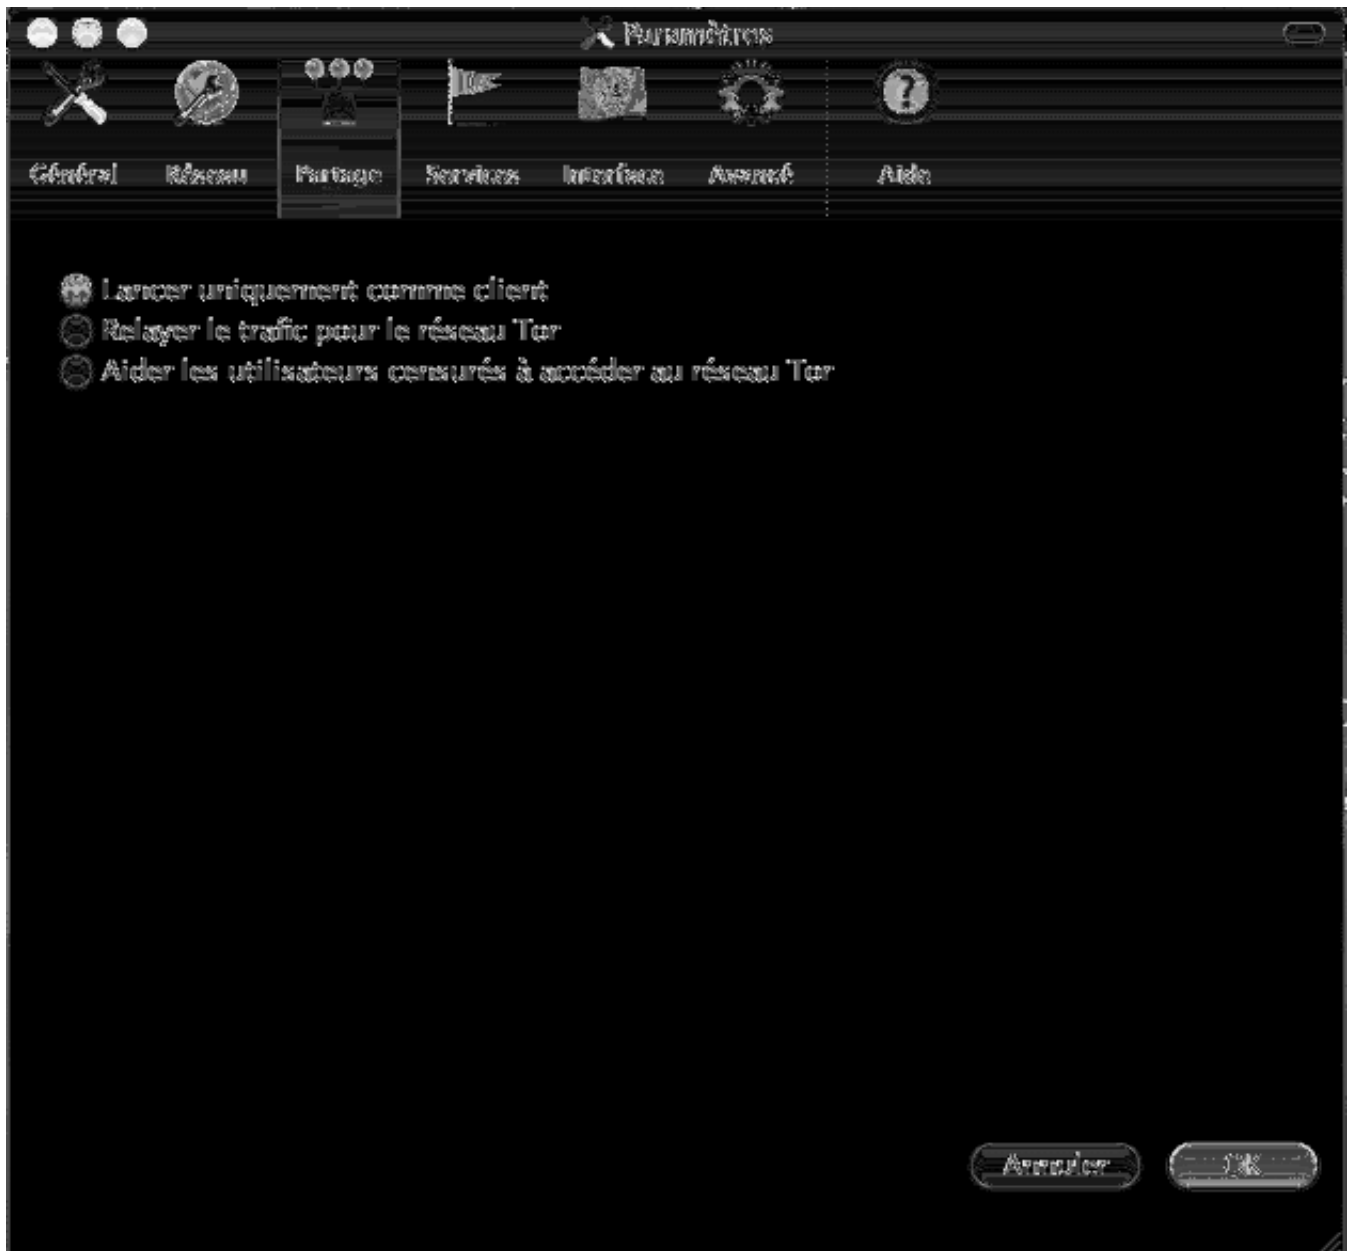 Paramètres
Général Réseau Partage Services Interface Avancé Aide
Lancer uniquement comme client
Relayer le trafic pour le réseau Tor
Aider les utilisateurs censurés à accéder au réseau Tor
Annuler OK